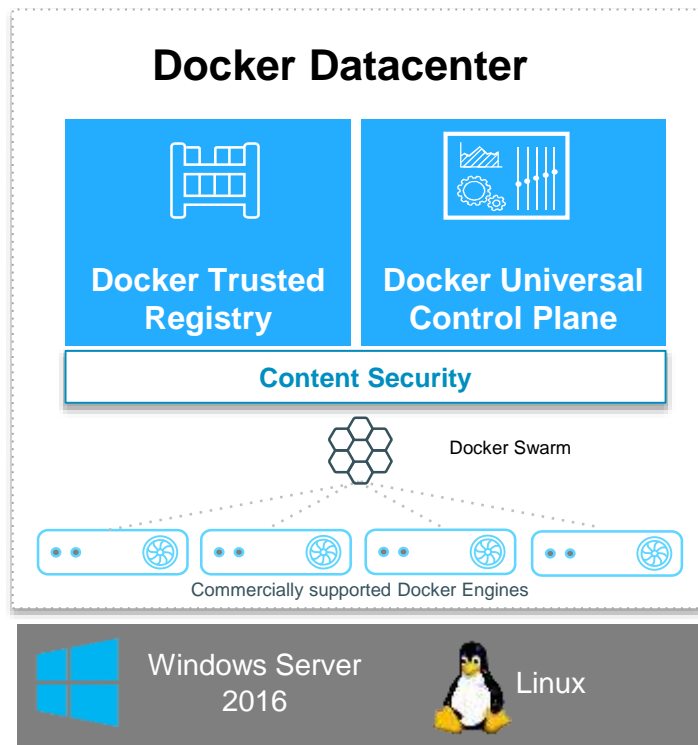 Docker Datacenter
Docker Trusted
Registry
Docker Universal
Control Plane
Content Security
Docker Swarm
Commercially supported Docker Engines
Windows Server
2016
Linux